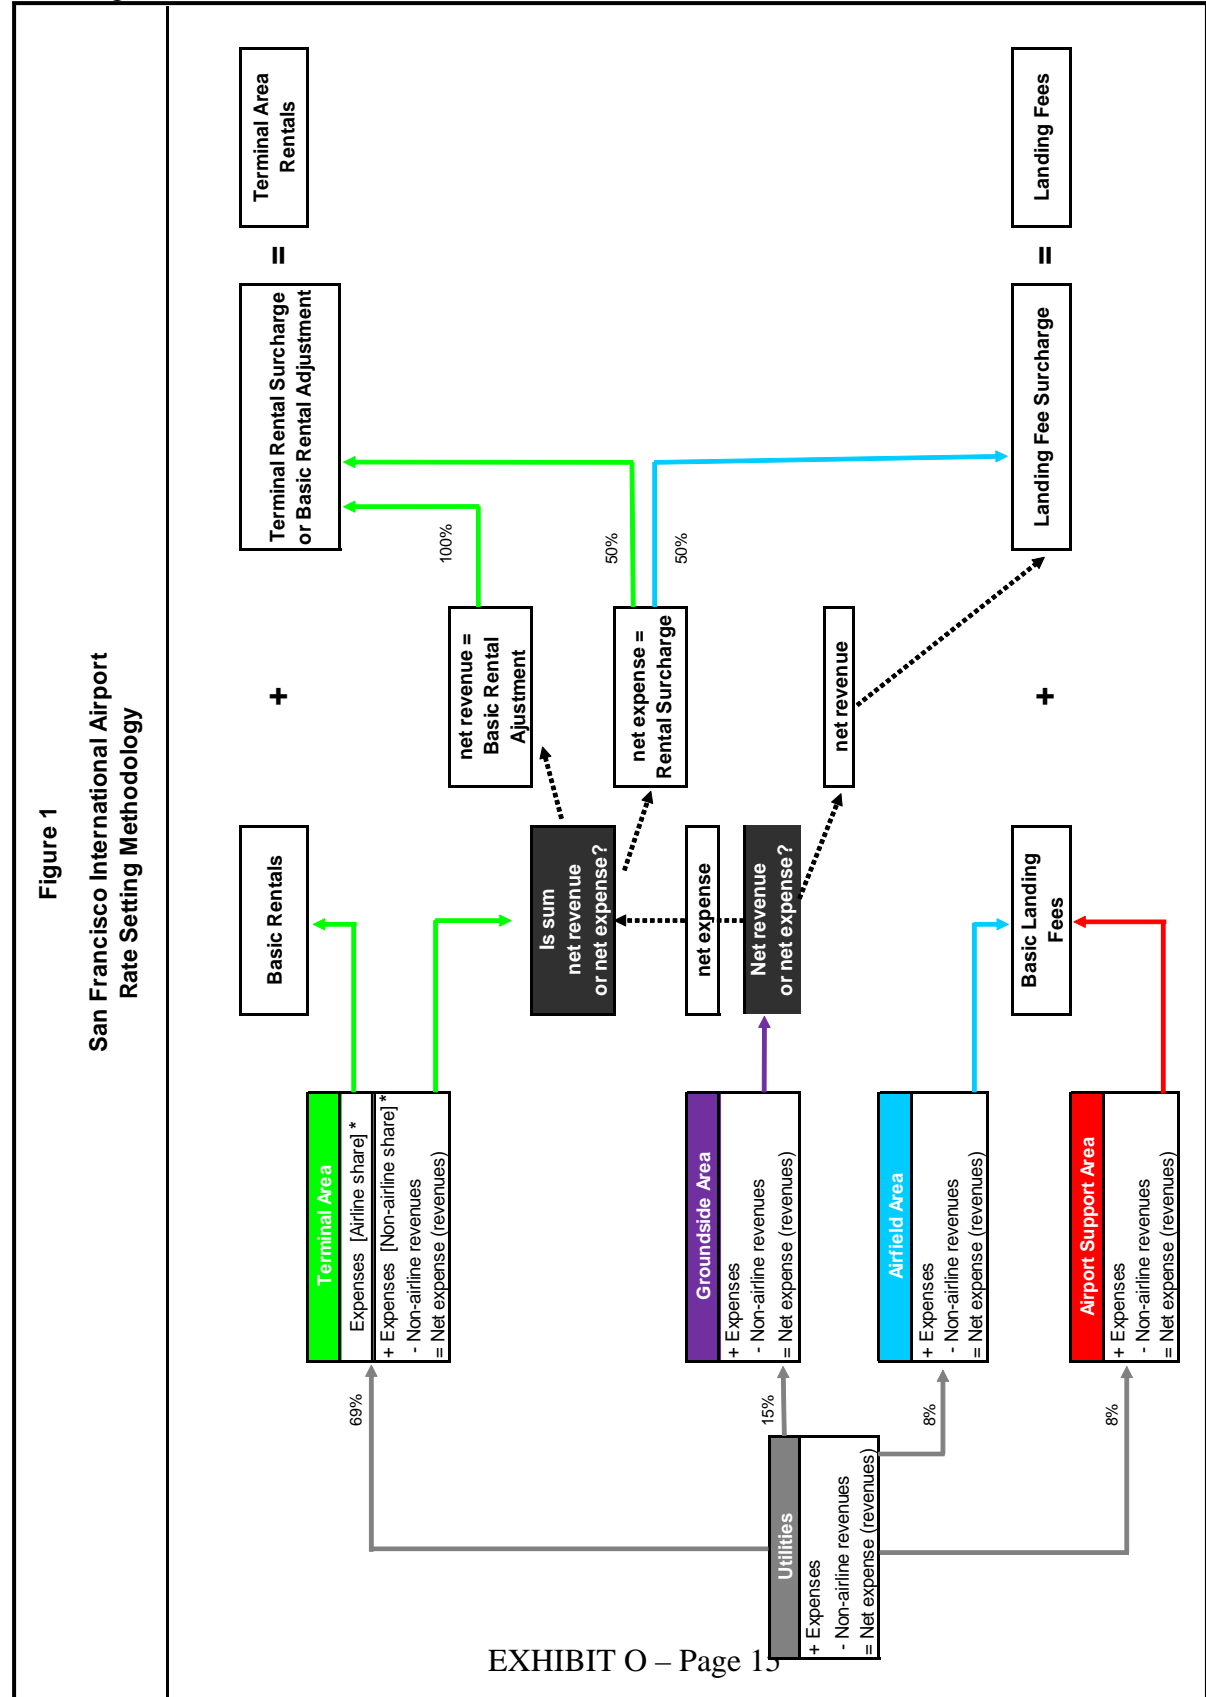 Figure 1
San Francisco International Airport
Rate Setting Methodology
Utilities
+ Expenses
- Non-airline revenues
= Net expense (revenues)
69%
15%
8%
8%
Terminal Area
Expenses [Airline share] *
+ Expenses [Non-airline share] *
- Non-airline revenues
= Net expense (revenues)
Groundside Area
+ Expenses
- Non-airline revenues
= Net expense (revenues)
Airfield Area
+ Expenses
- Non-airline revenues
= Net expense (revenues)
Airport Support Area
+ Expenses
- Non-airline revenues
= Net expense (revenues)
Basic Rentals
Is sum
net revenue
or net expense?
net expense
Net revenue
or net expense?
Basic Landing
Fees
+
net revenue =
Basic Rental
Ajustment
net expense =
Rental Surcharge
net revenue
+
100%
50%
50%
Terminal Rental Surcharge
or Basic Rental Adjustment
Landing Fee Surcharge
=
=
Terminal Area
Rentals
Landing Fees
EXHIBIT O – Page 15